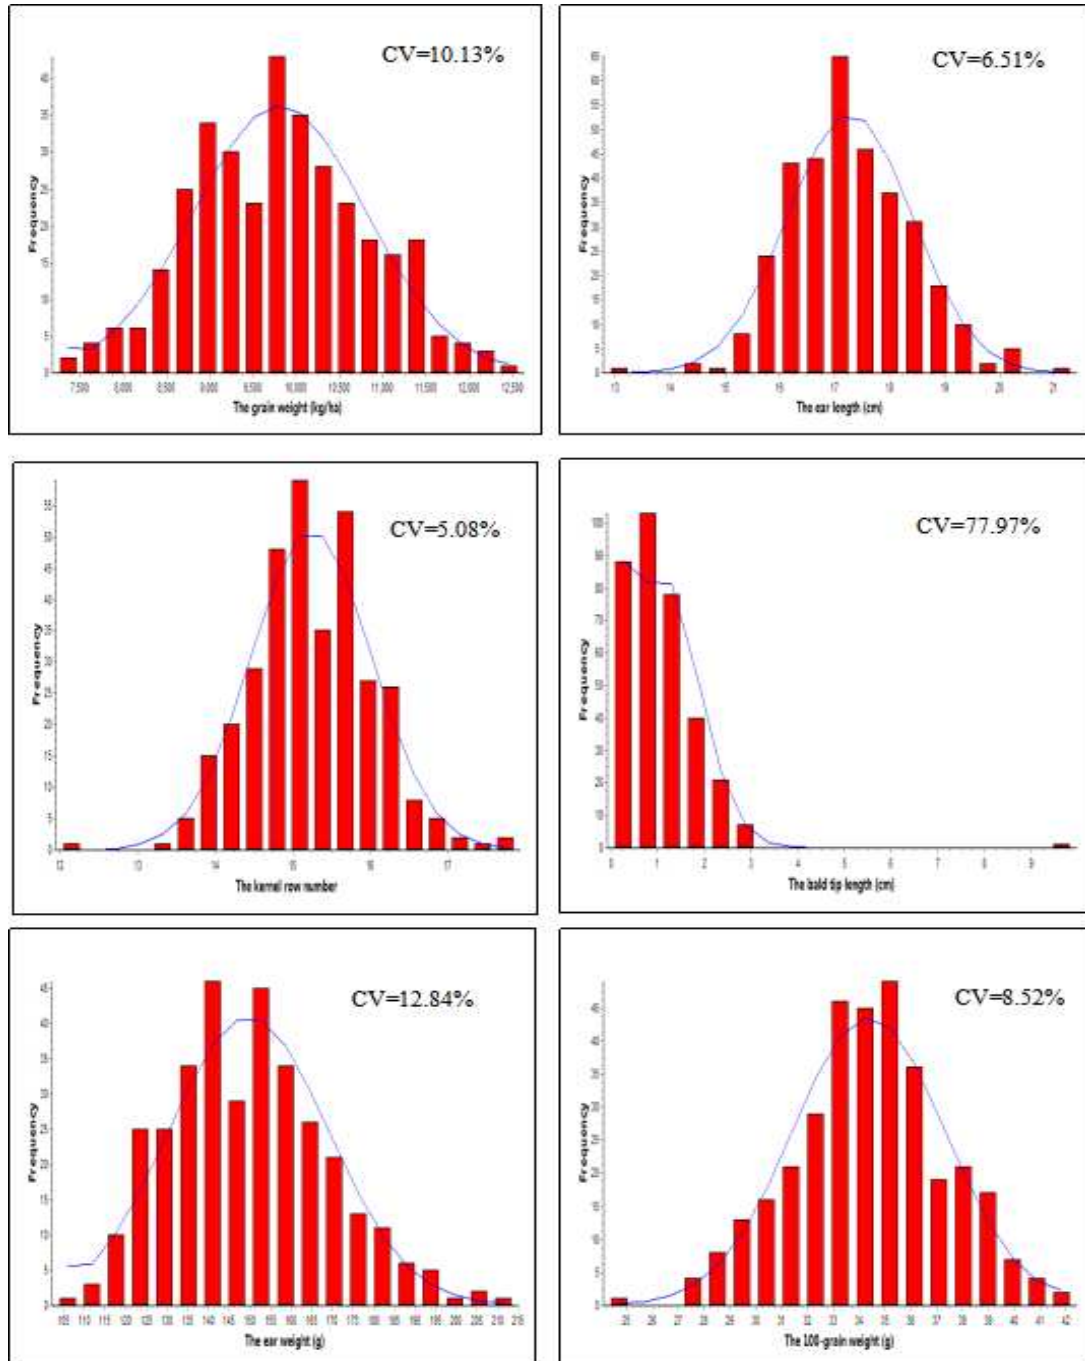 CV=10.13%
Frequency
7,500 8,000 8,500 9,000 9,500 10,000 10,500 11,000 11,500 12,000 12,500
The grain weight (kg/ha)
CV=6.51%
Frequency
13 14 15 16 17 18 19 20 21
The ear length (cm)
CV=5.08%
Frequency
12 13 14 15 16 17
The kernel row number
CV=77.97%
Frequency
0 1 2 3 4 5 6 7 8 9
The bald tip length (cm)
CV=12.84%
Frequency
105 110 115 120 125 130 135 140 145 150 155 160 165 170 175 180 185 190 195 200 205 210 215
The ear weight (g)
CV=8.52%
Frequency
25 26 27 28 29 30 31 32 33 34 35 36 37 38 39 40 41 42
The 100-grain weight (g)